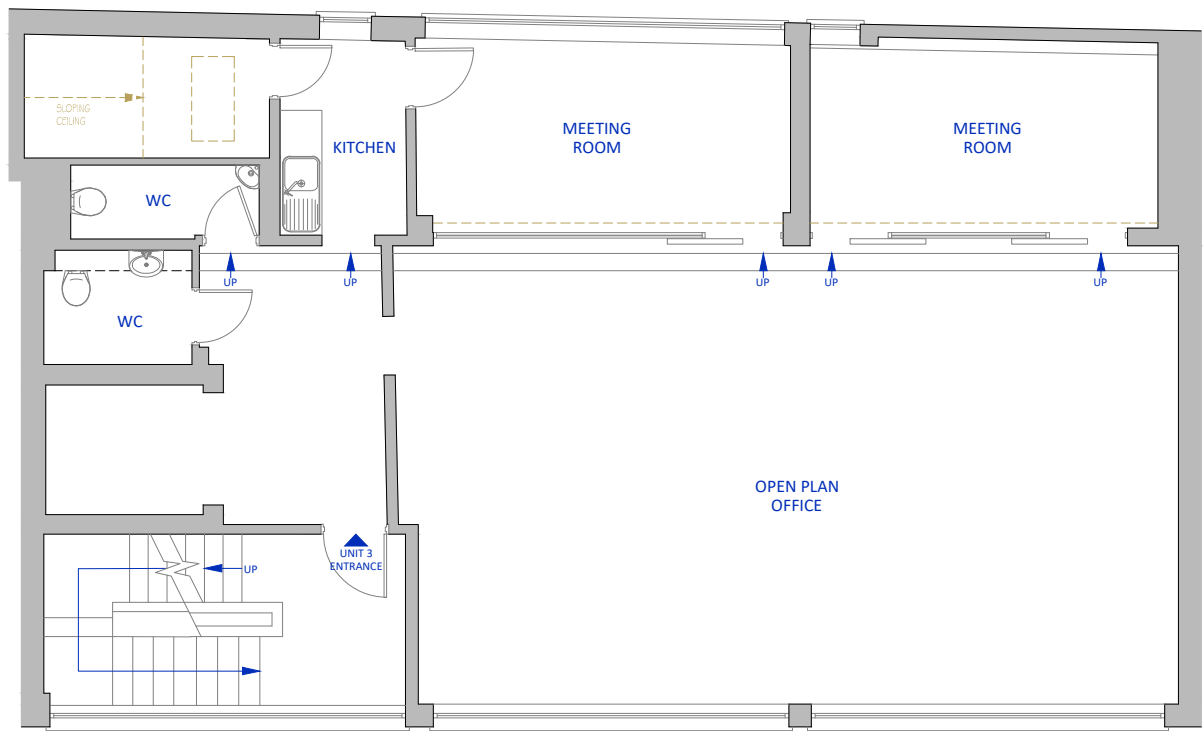 SLOPING
CEILING
KITCHEN
MEETING
ROOM
MEETING
ROOM
WC
UP
UP
UP
UP
UP
WC
OPEN PLAN
OFFICE
UNIT 3
ENTRANCE
UP